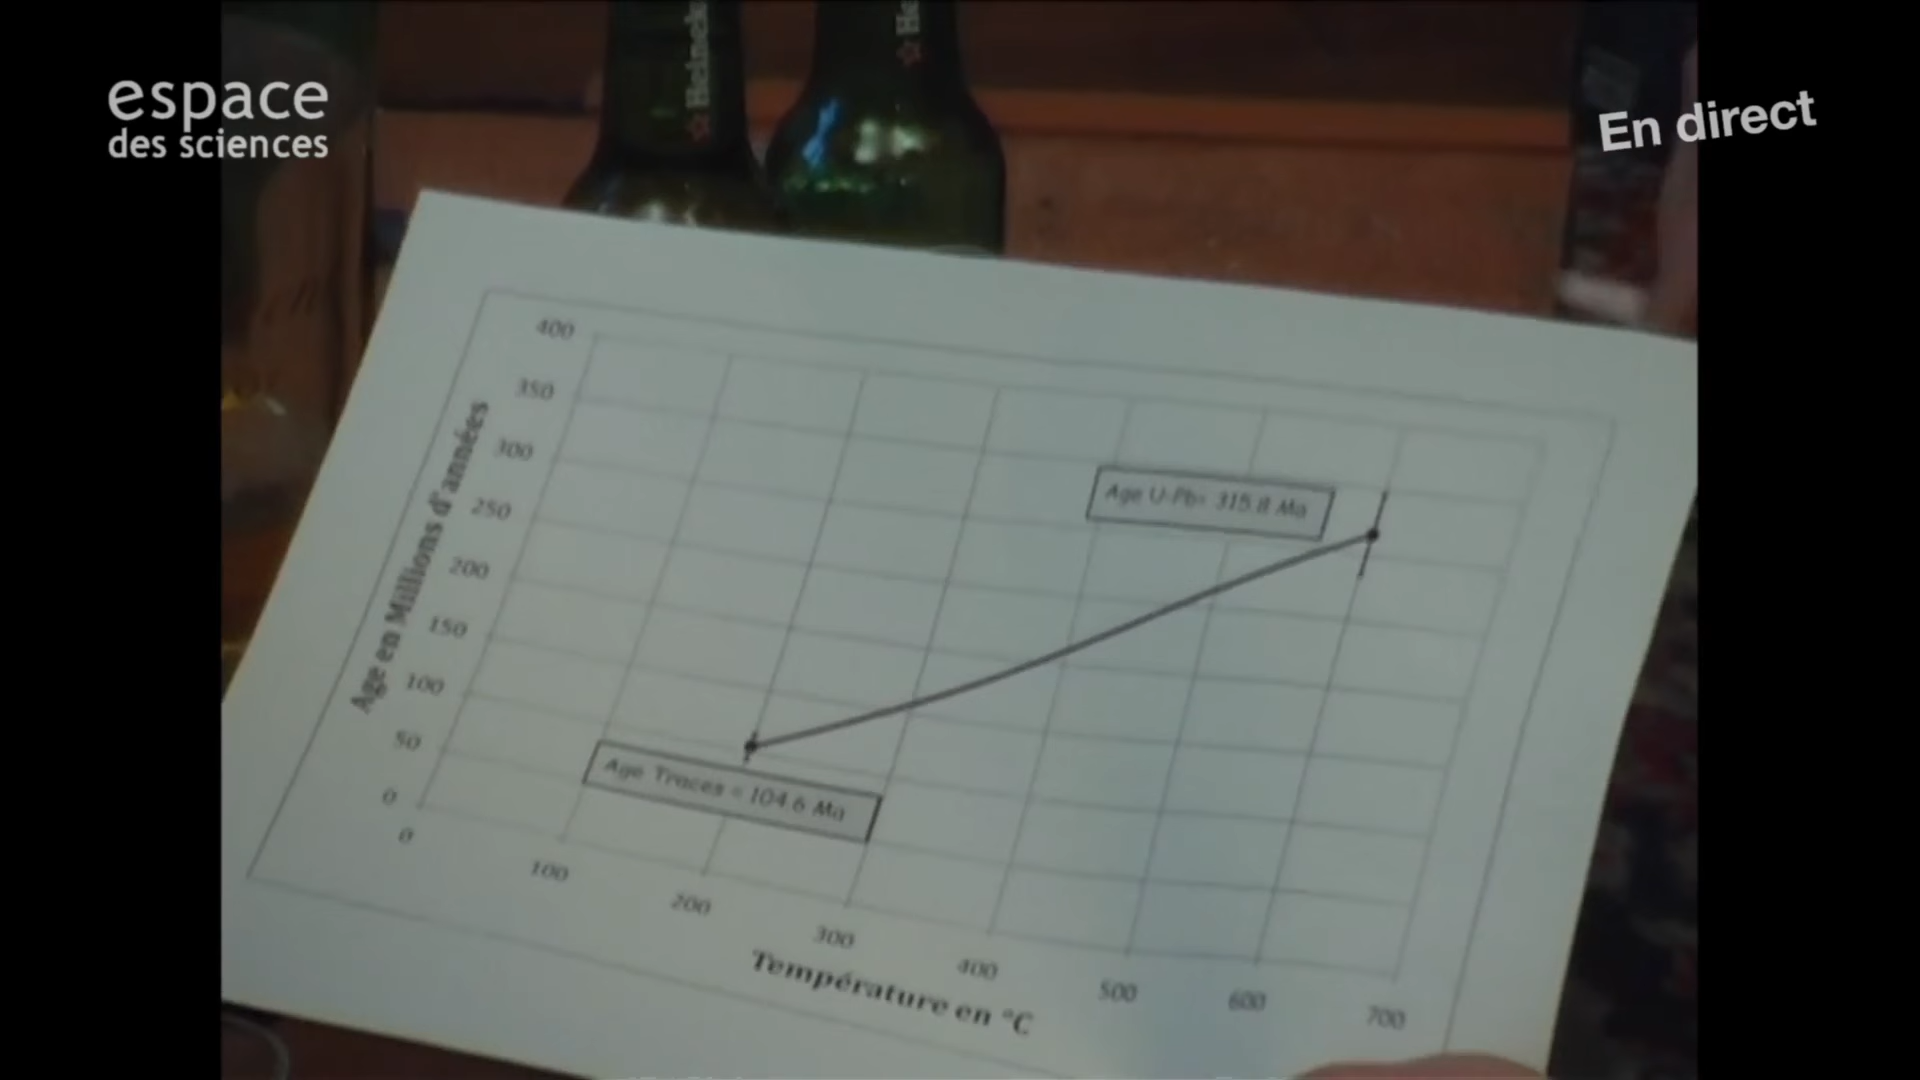 espace
des sciences
En direct
Heineken
He
400
350
300
250
200
150
100
50
0
Age en Millions d'années
Age U-Pb= 315.8 Ma
Age Traces = 104.6 Ma
0
100
200
300
400
500
600
700
Température en °C